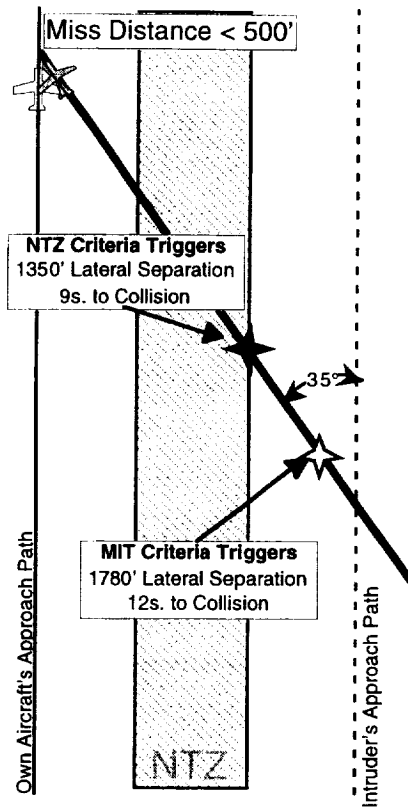 Miss Distance < 500'
NTZ Criteria Triggers
1350' Lateral Separation
9s. to Collision
35°
MIT Criteria Triggers
1780' Lateral Separation
12s. to Collision
Own Aircraft's Approach Path
Intruder's Approach Path
NTZ